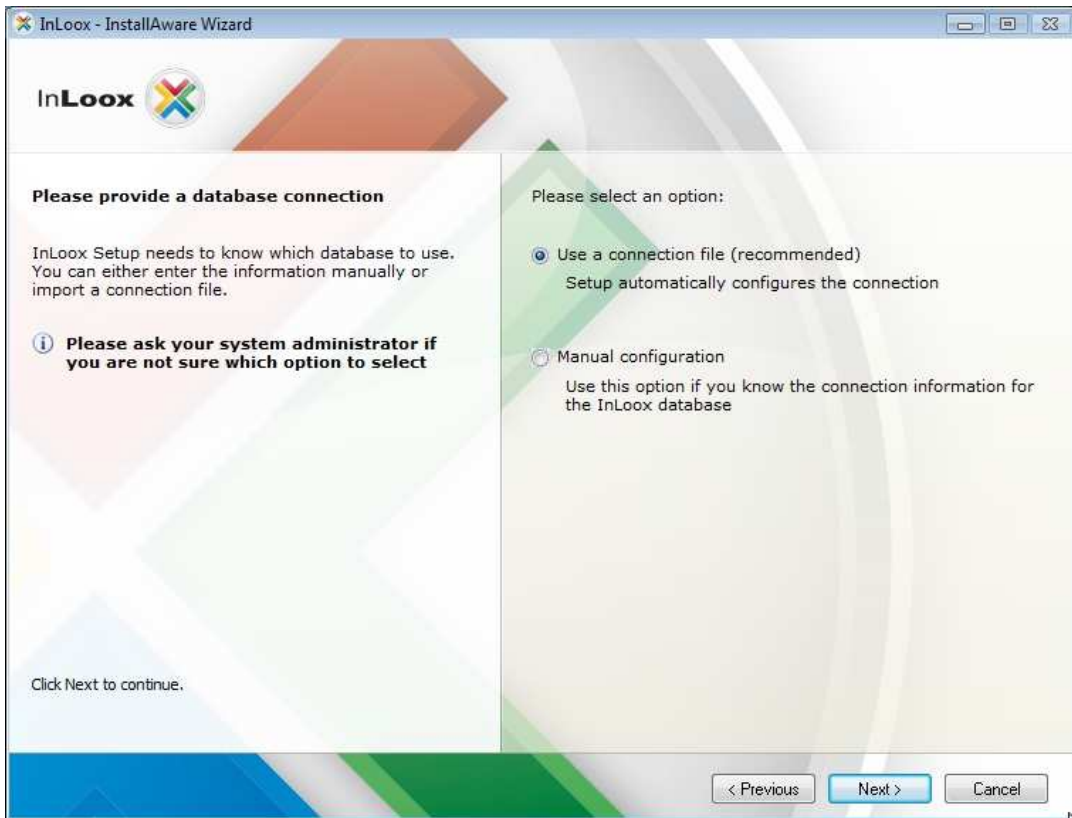 InLoox - InstallAware Wizard
InLoox
Please provide a database connection
InLoox Setup needs to know which database to use.
You can either enter the information manually or
import a connection file.
Please ask your system administrator if
you are not sure which option to select
Click Next to continue.
Please select an option:
Use a connection file (recommended)
Setup automatically configures the connection
Manual configuration
Use this option if you know the connection information for
the InLoox database
< Previous
Next >
Cancel